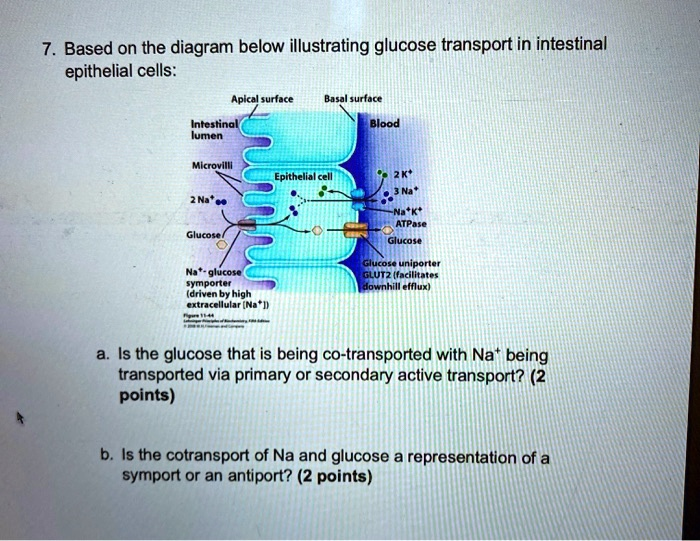 7. Based on the diagram below illustrating glucose transport in intestinal
epithelial cells:
Apical surface
Basal surface
Intestinal
lumen
Blood
Microvilli
Epithelial cell
2 K⁺
3 Na⁺
2 Na⁺
Na⁺K⁺
ATPase
Glucose
Glucose
Na⁺-glucose
symporter
(driven by high
extracellular [Na⁺])
Glucose uniporter
GLUT2 (facilitates
downhill efflux)
Figure 11-44
a. Is the glucose that is being co-transported with Na⁺ being
transported via primary or secondary active transport? (2
points)
b. Is the cotransport of Na and glucose a representation of a
symport or an antiport? (2 points)